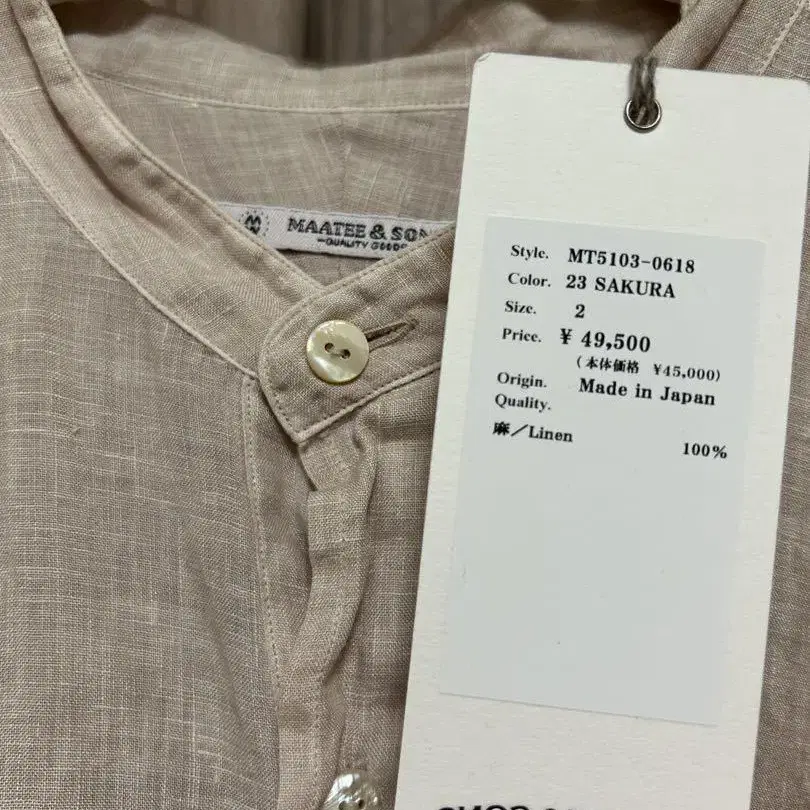 MAATEE & SON
QUALITY GOODS
Style. MT5103-0618
Color. 23 SAKURA
Size. 2
Price. ¥ 49,500
(本体価格 ¥45,000)
Origin. Made in Japan
Quality.
麻/Linen 100%